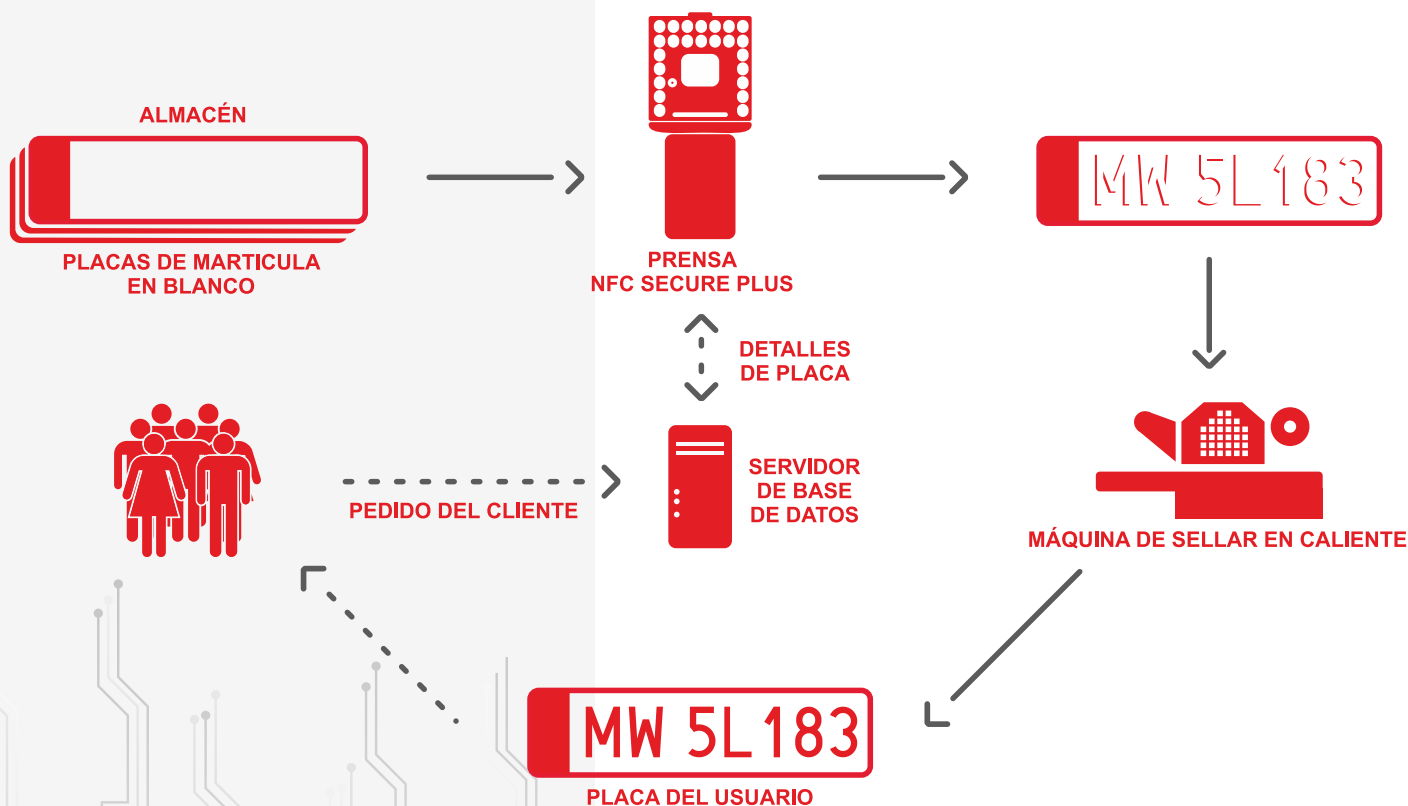 ALMACÉN
PLACAS DE MARTICULA
EN BLANCO
PRENSA
NFC SECURE PLUS
MW 5L183
DETALLES
DE PLACA
PEDIDO DEL CLIENTE
SERVIDOR
DE BASE
DE DATOS
MÁQUINA DE SELLAR EN CALIENTE
MW 5L183
PLACA DEL USUARIO